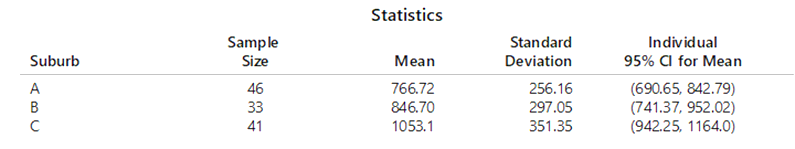 Statistics
Sample Standard Individual
Suburb Size Mean Deviation 95% CI for Mean
A 46 766.72 256.16 (690.65, 842.79)
B 33 846.70 297.05 (741.37, 952.02)
C 41 1053.1 351.35 (942.25, 1164.0)